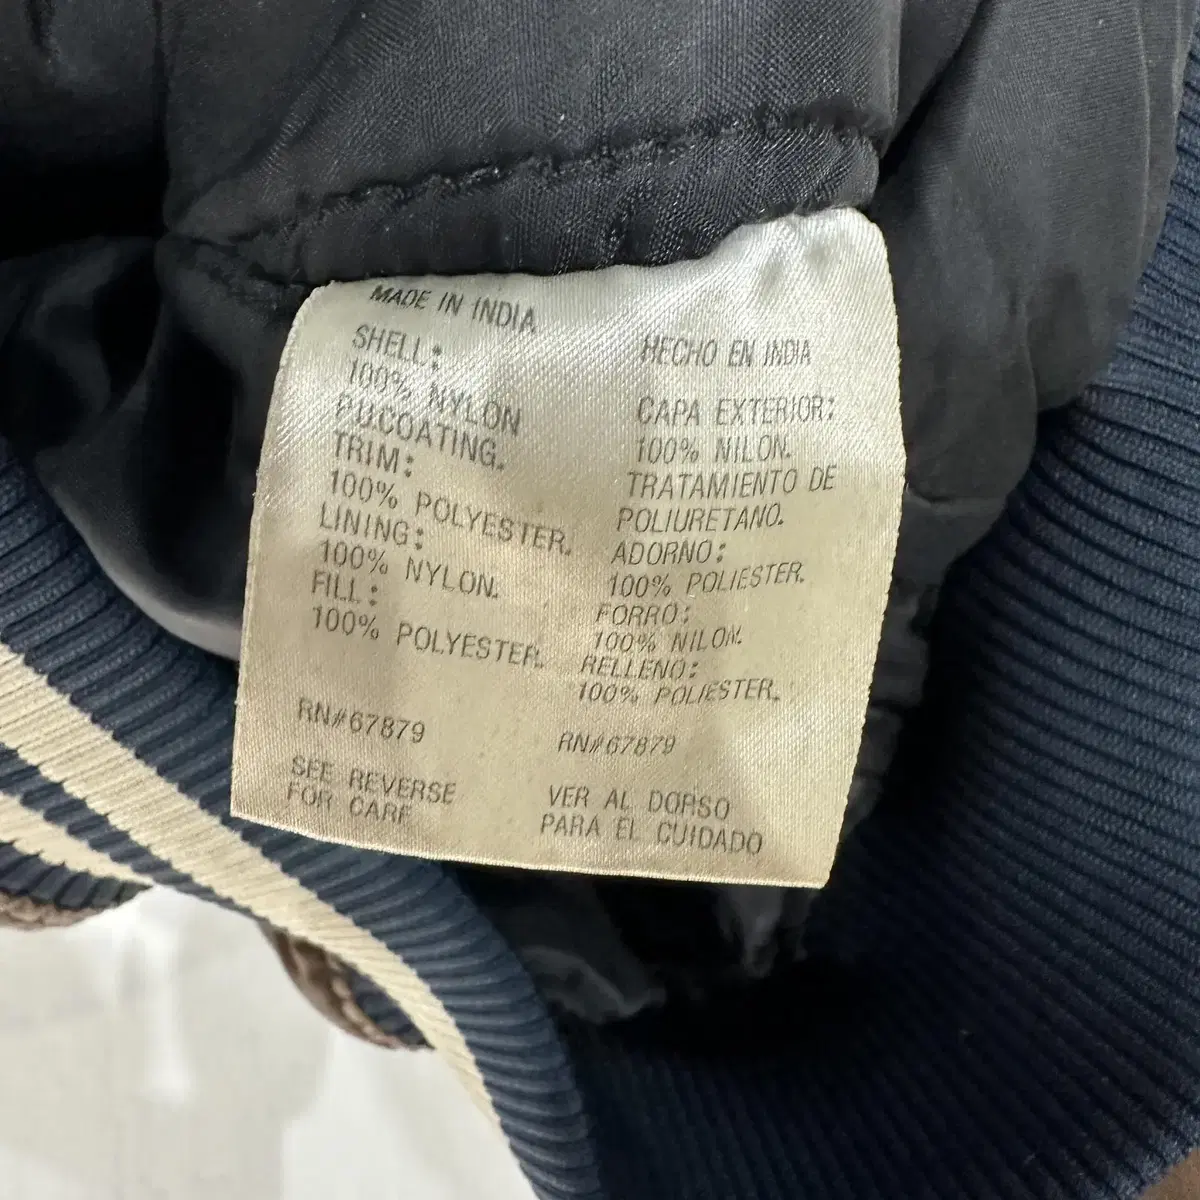 MADE IN INDIA
SHELL:
100% NYLON
PU.COATING.
TRIM:
100% POLYESTER.
LINING:
100% NYLON.
FILL:
100% POLYESTER.
RN#67879
SEE REVERSE
FOR CARE
HECHO EN INDIA
CAPA EXTERIOR:
100% NILON.
TRATAMIENTO DE
POLIURETANO.
ADORNO:
100% POLIESTER.
FORRO:
100% NILON.
RELLENO:
100% POLIESTER.
RN#67879
VER AL DORSO
PARA EL CUIDADO